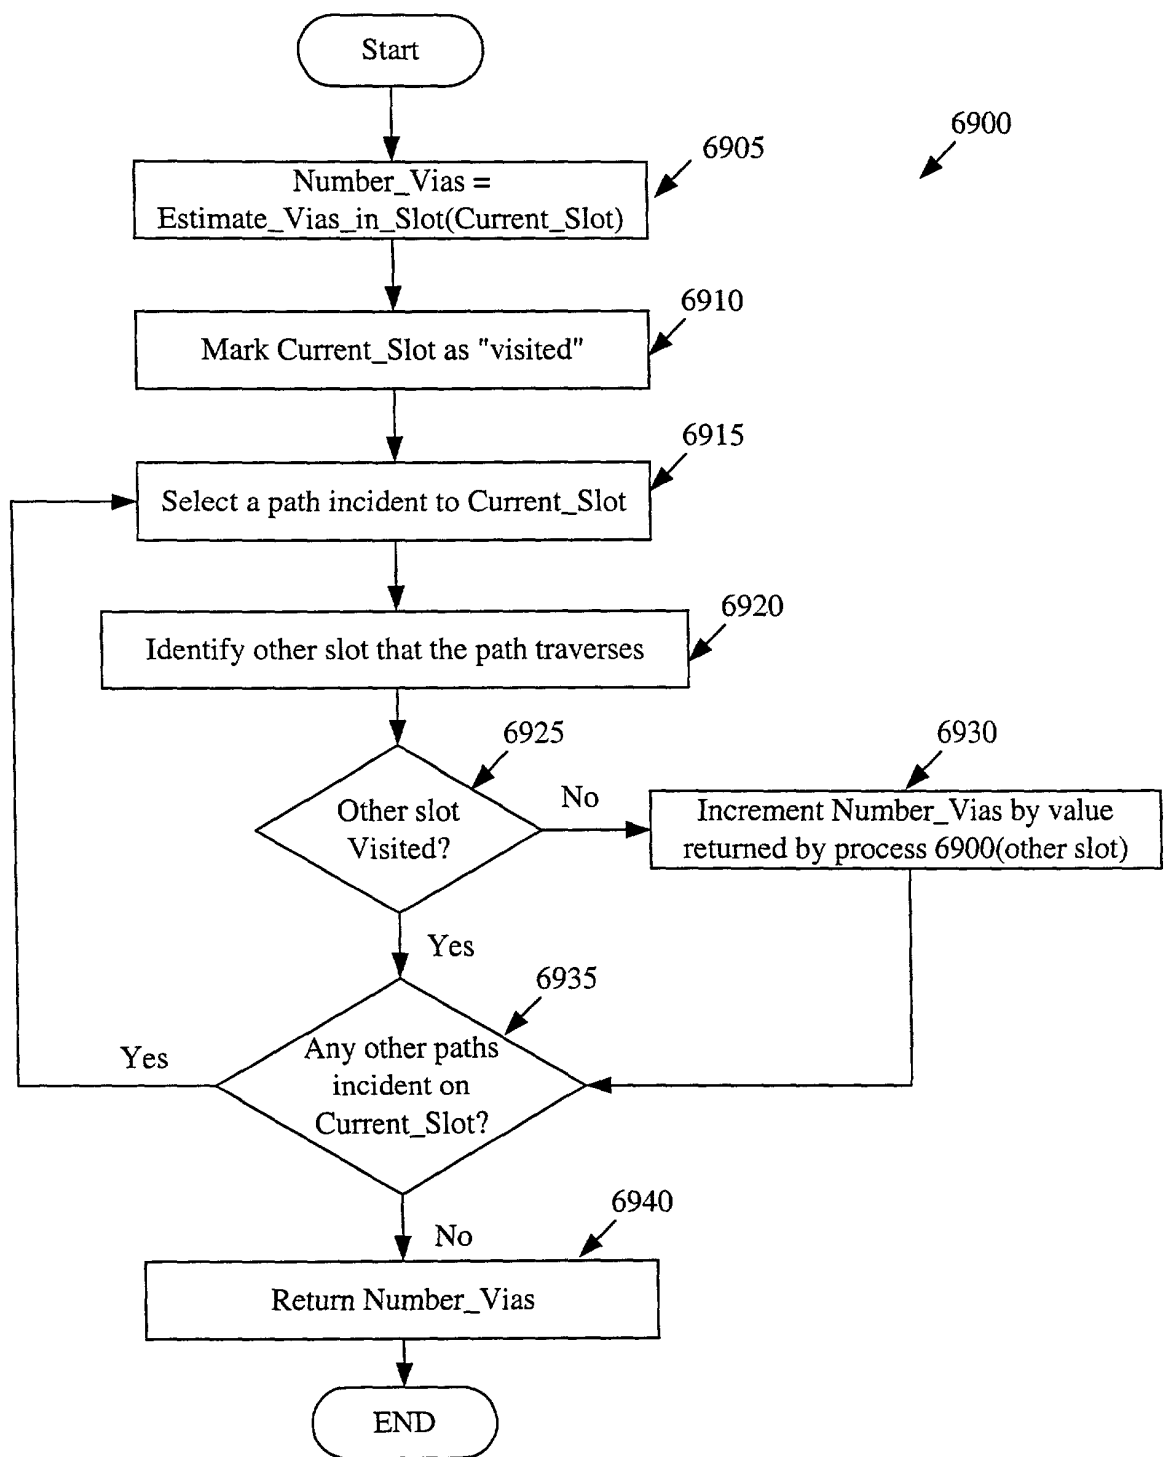 Start
6900
6905
Number_Vias =
Estimate_Vias_in_Slot(Current_Slot)
6910
Mark Current_Slot as "visited"
6915
Select a path incident to Current_Slot
6920
Identify other slot that the path traverses
6925
Other slot
Visited?
No
6930
Increment Number_Vias by value
returned by process 6900(other slot)
Yes
6935
Any other paths
incident on
Current_Slot?
Yes
No
6940
Return Number_Vias
END